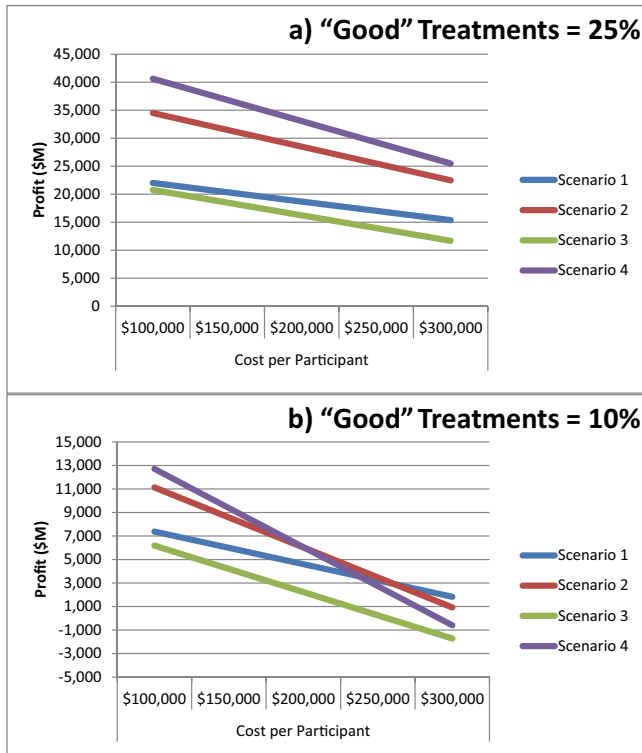 a) “Good” Treatments = 25%
45,000
40,000
35,000
30,000
25,000
20,000
15,000
10,000
5,000
0
Profit ($M)
$100,000 $150,000 $200,000 $250,000 $300,000
Cost per Participant
Scenario 1
Scenario 2
Scenario 3
Scenario 4
b) “Good” Treatments = 10%
15,000
13,000
11,000
9,000
7,000
5,000
3,000
1,000
-1,000
-3,000
-5,000
Profit ($M)
$100,000 $150,000 $200,000 $250,000 $300,000
Cost per Participant
Scenario 1
Scenario 2
Scenario 3
Scenario 4